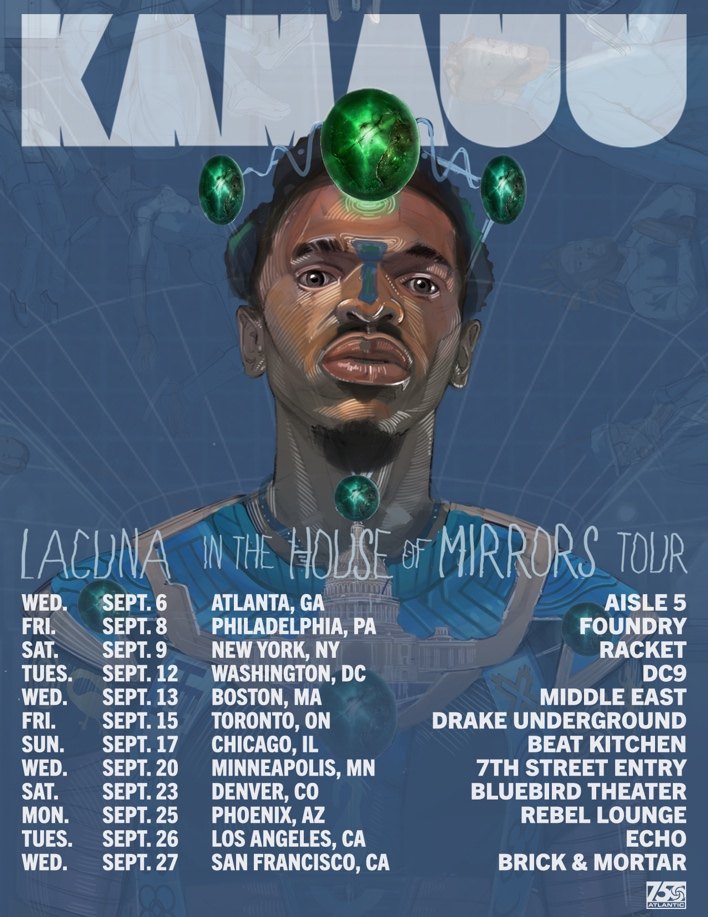 KAMAUU
LACUNA IN THE HOUSE OF MIRRORS TOUR
WED. SEPT. 6 ATLANTA, GA AISLE 5
FRI. SEPT. 8 PHILADELPHIA, PA FOUNDRY
SAT. SEPT. 9 NEW YORK, NY RACKET
TUES. SEPT. 12 WASHINGTON, DC DC9
WED. SEPT. 13 BOSTON, MA MIDDLE EAST
FRI. SEPT. 15 TORONTO, ON DRAKE UNDERGROUND
SUN. SEPT. 17 CHICAGO, IL BEAT KITCHEN
WED. SEPT. 20 MINNEAPOLIS, MN 7TH STREET ENTRY
SAT. SEPT. 23 DENVER, CO BLUEBIRD THEATER
MON. SEPT. 25 PHOENIX, AZ REBEL LOUNGE
TUES. SEPT. 26 LOS ANGELES, CA ECHO
WED. SEPT. 27 SAN FRANCISCO, CA BRICK & MORTAR
75
ATLANTIC